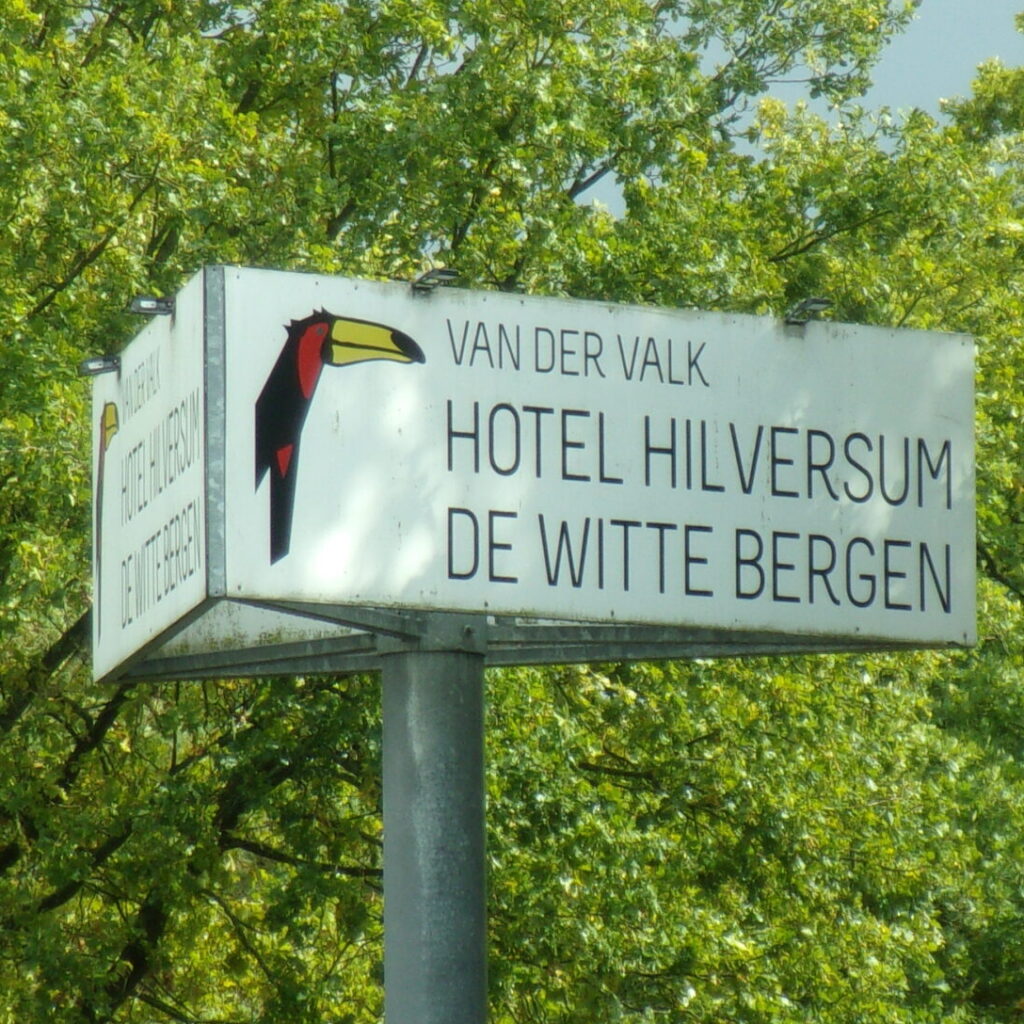 VAN DER VALK
HOTEL HILVERSUM
DE WITTE BERGEN
VAN DER VALK
HOTEL HILVERSUM
DE WITTE BERGEN